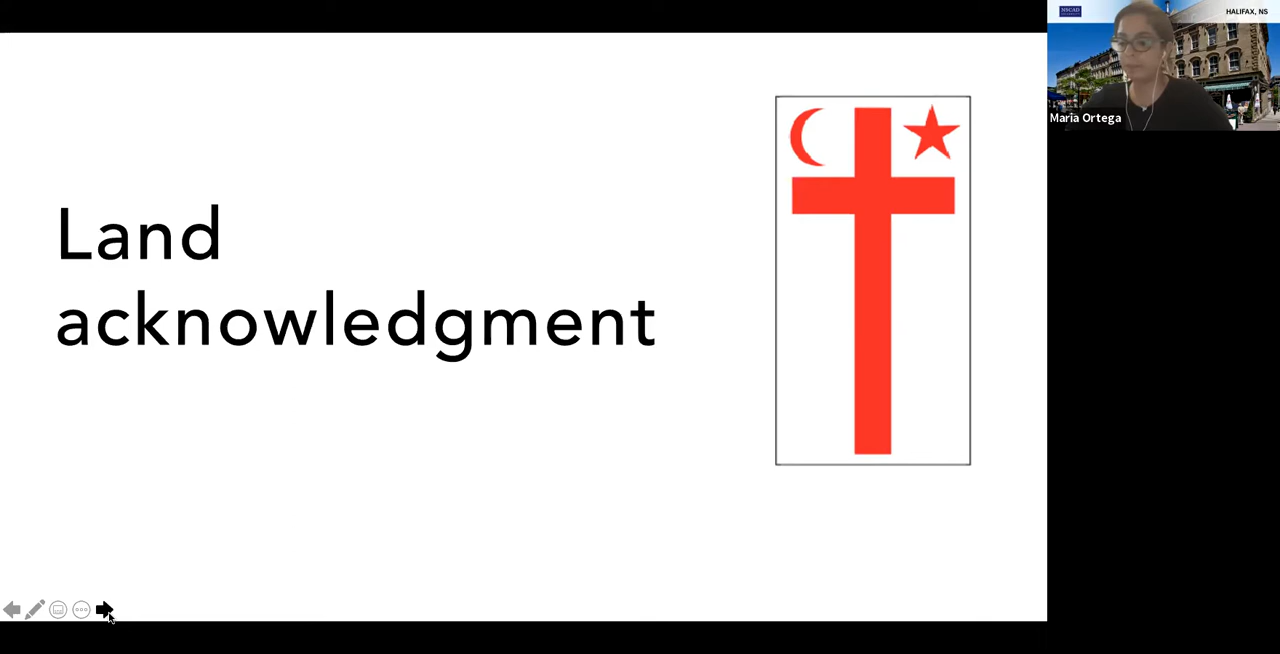 Land
acknowledgment
NSCAD
HALIFAX, NS
Maria Ortega